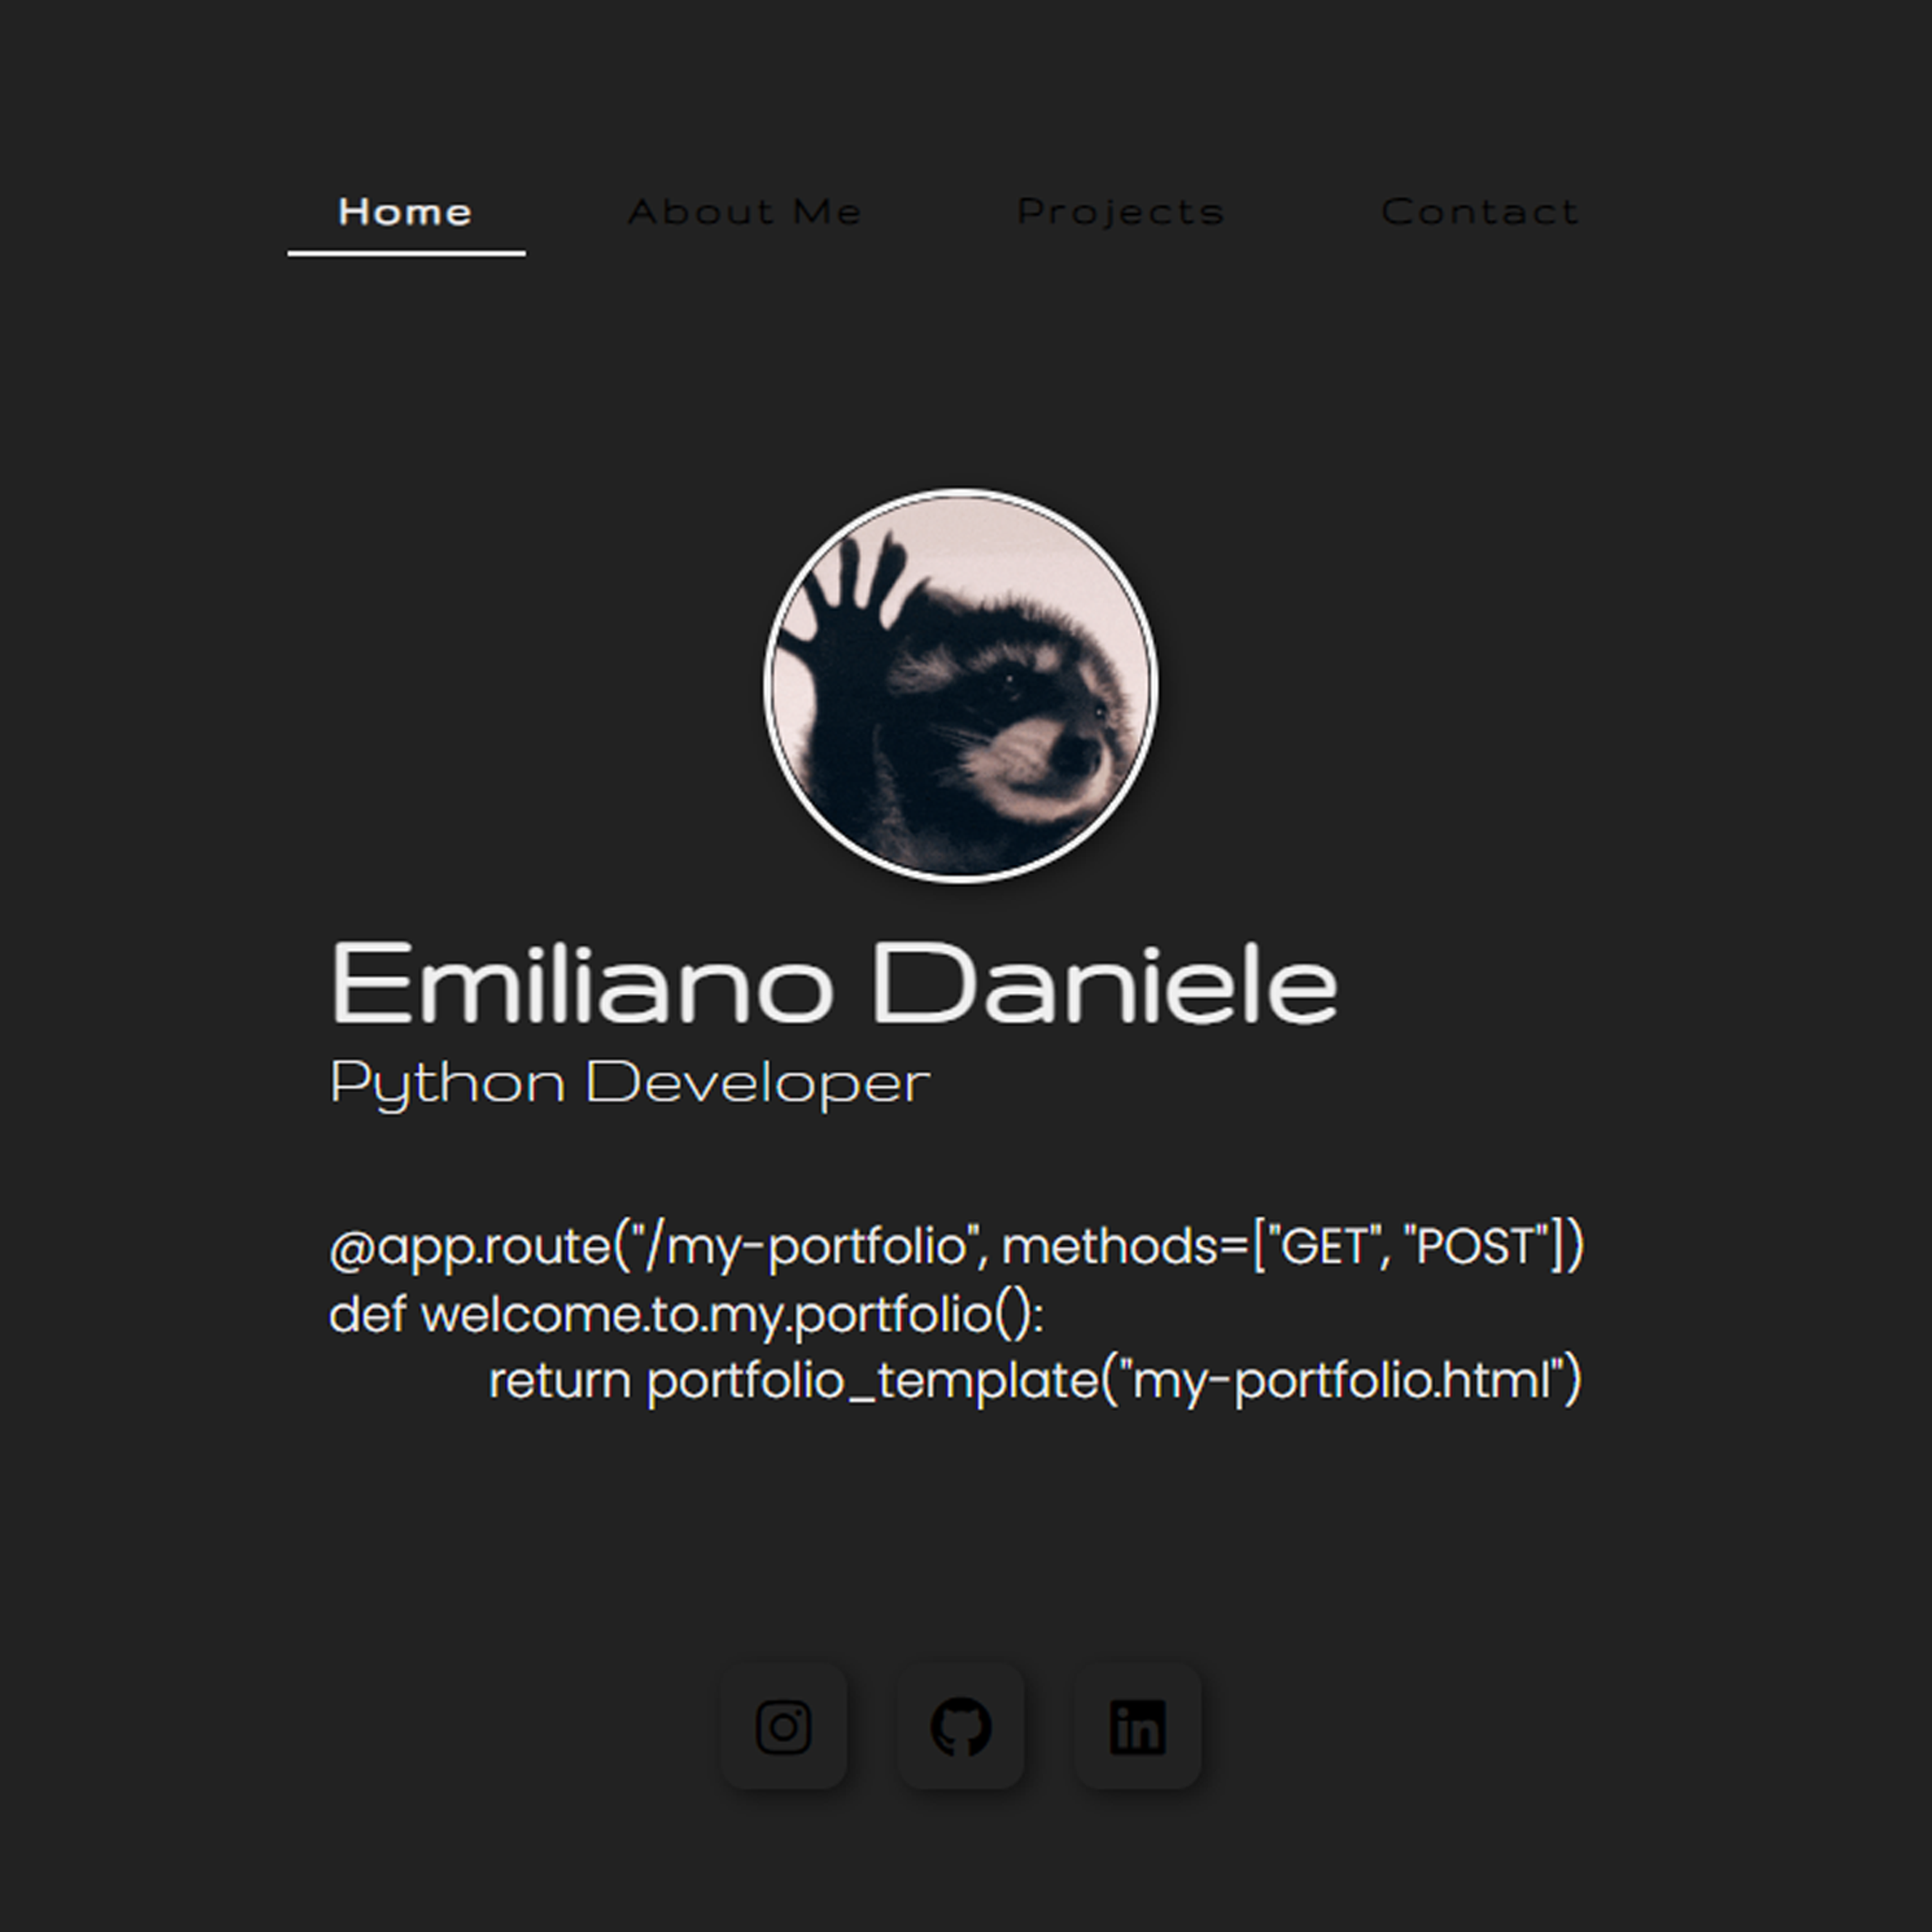 Home About Me Projects Contact
Emiliano Daniele
Python Developer
@app.route("/my-portfolio", methods=["GET", "POST"])
def welcome.to.my.portfolio():
return portfolio_template("my-portfolio.html")
in